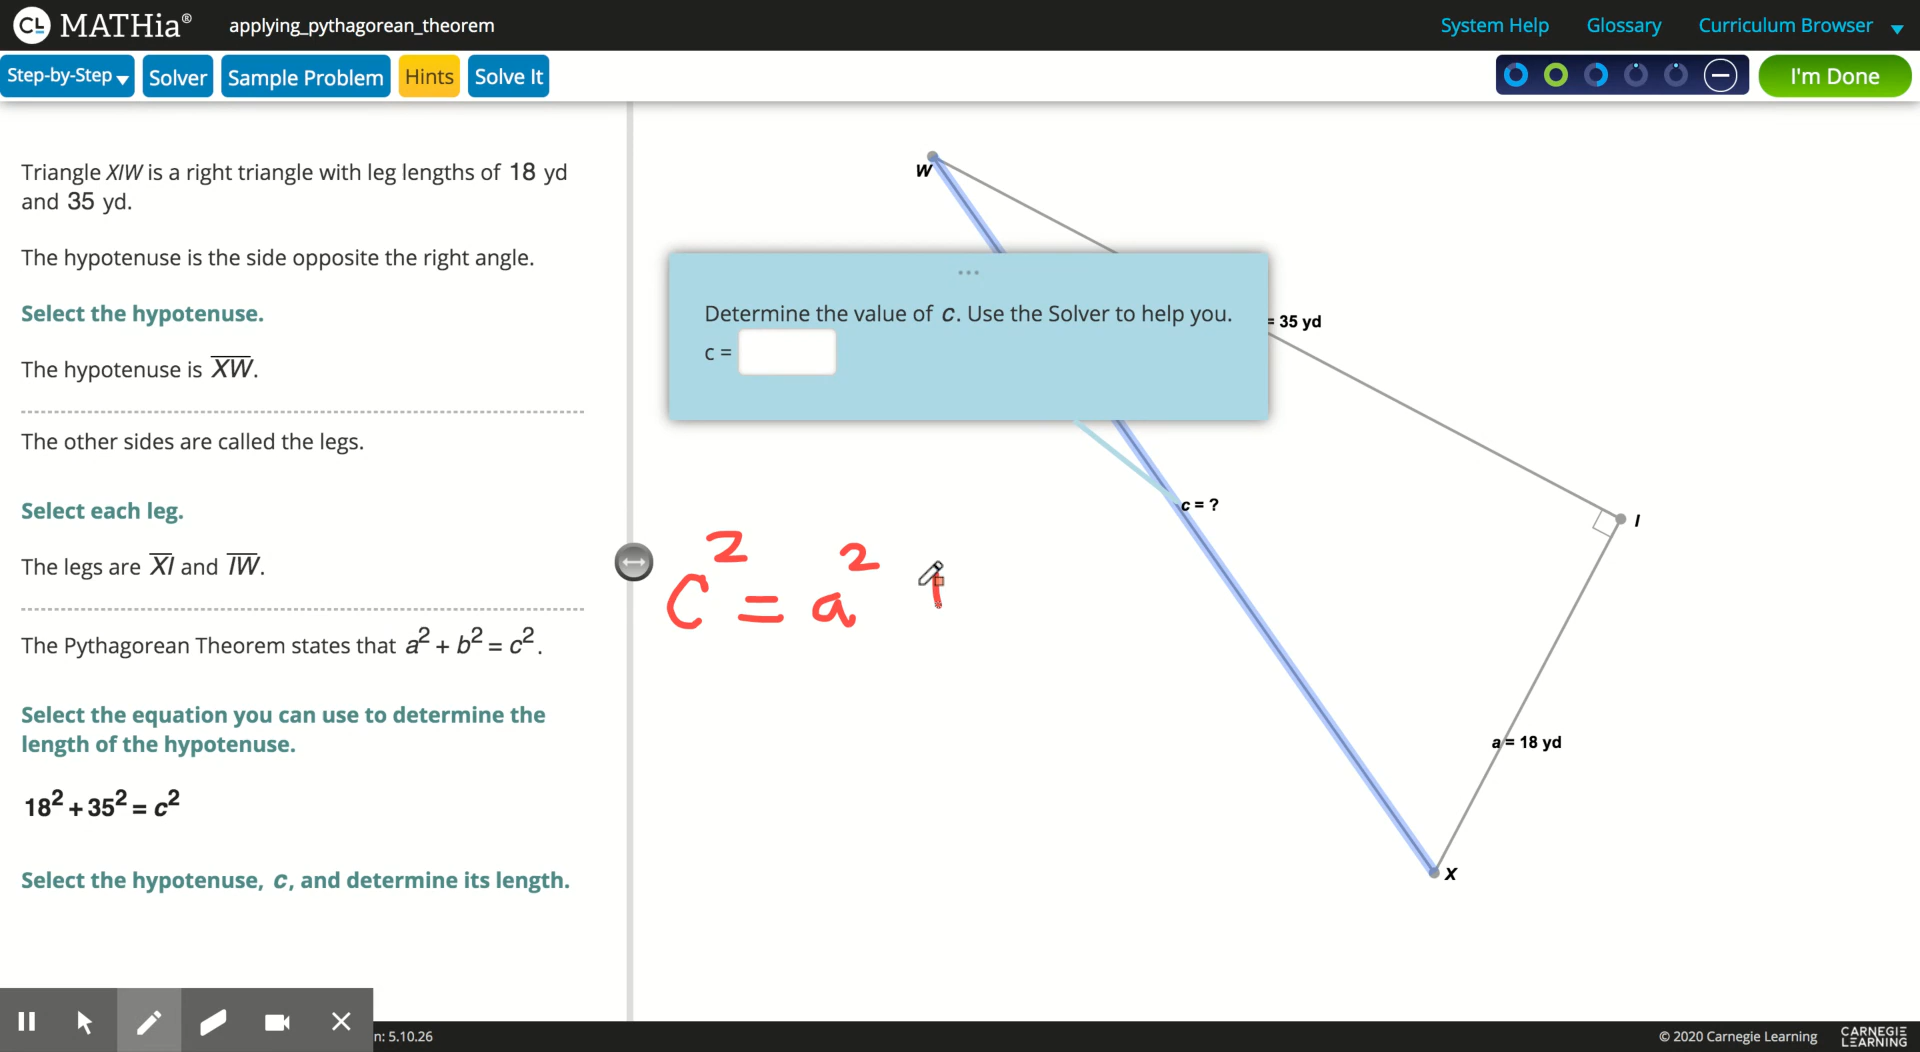 CL MATHia® applying_pythagorean_theorem System Help Glossary Curriculum Browser
Step-by-Step Solver Sample Problem Hints Solve It I'm Done
Triangle XIW is a right triangle with leg lengths of 18 yd
and 35 yd.
The hypotenuse is the side opposite the right angle.
Select the hypotenuse.
The hypotenuse is X̅W̅.
The other sides are called the legs.
Select each leg.
The legs are X̅I̅ and I̅W̅.
The Pythagorean Theorem states that a² + b² = c².
Select the equation you can use to determine the
length of the hypotenuse.
18² + 35² = c²
Select the hypotenuse, c, and determine its length.
W
Determine the value of c. Use the Solver to help you.
c =
= 35 yd
c = ?
I
c² = a²
a = 18 yd
X
n: 5.10.26
© 2020 Carnegie Learning
CARNEGIE
LEARNING